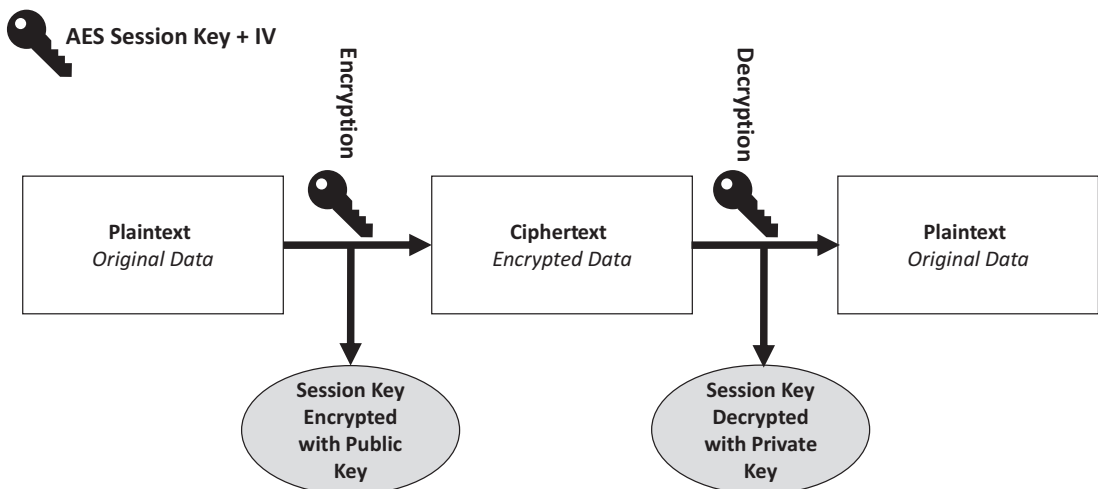 AES Session Key + IV
Encryption
Decryption
Plaintext
Original Data
Ciphertext
Encrypted Data
Plaintext
Original Data
Session Key
Encrypted
with Public
Key
Session Key
Decrypted
with Private
Key